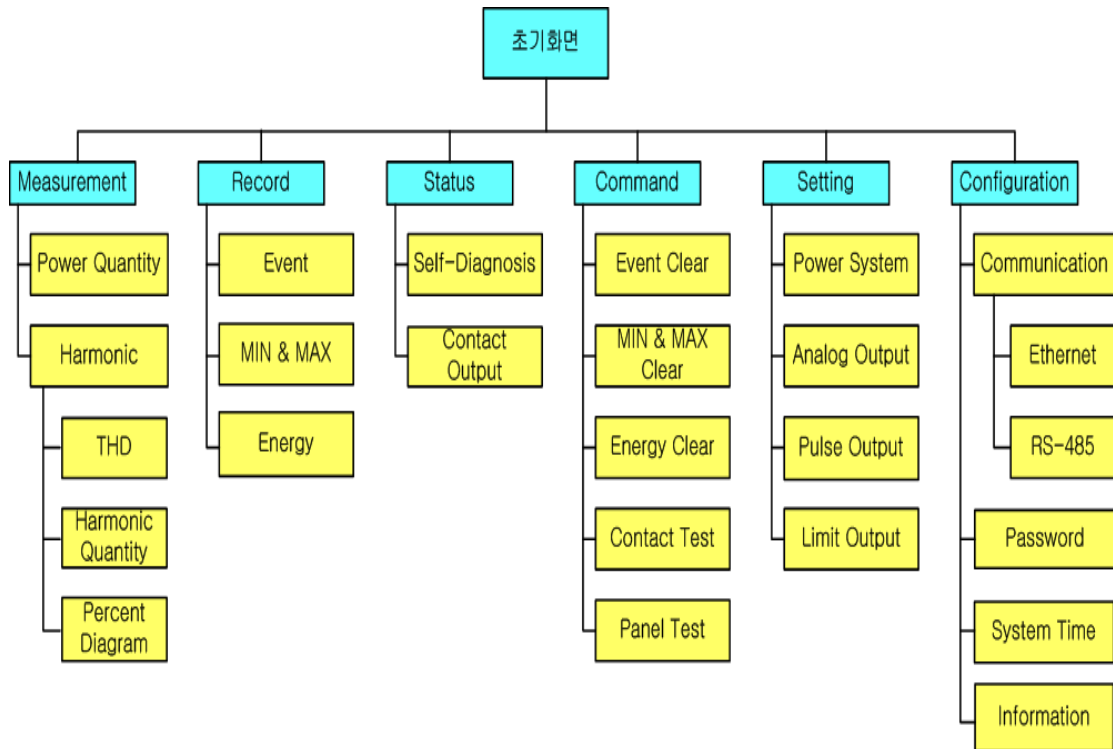 초기화면
Measurement
Power Quantity
Harmonic
THD
Harmonic
Quantity
Percent
Diagram
Record
Event
MIN & MAX
Energy
Status
Self-Diagnosis
Contact
Output
Command
Event Clear
MIN & MAX
Clear
Energy Clear
Contact Test
Panel Test
Setting
Power System
Analog Output
Pulse Output
Limit Output
Configuration
Communication
Ethernet
RS-485
Password
System Time
Information